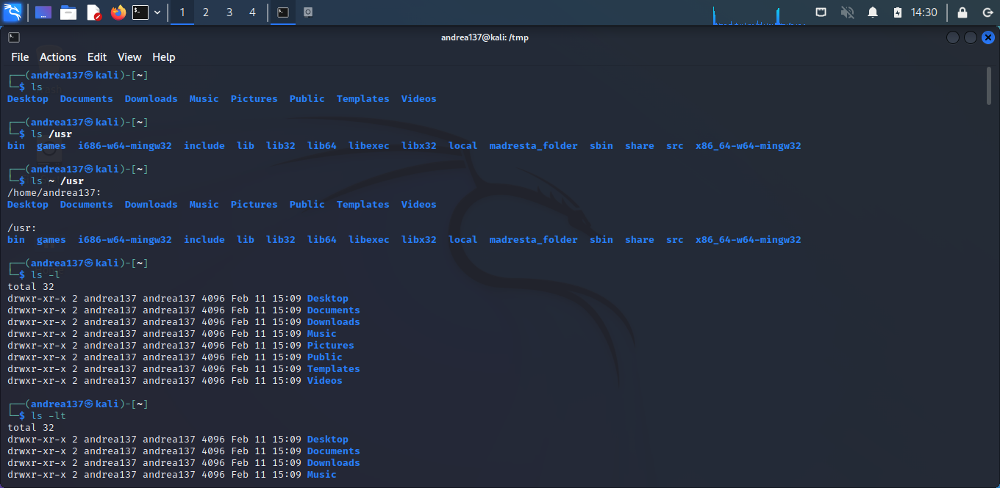 1 2 3 4 14:30
andrea137@kali: /tmp
File Actions Edit View Help
┌──(andrea137㉿kali)-[~]
└─$ ls
Desktop Documents Downloads Music Pictures Public Templates Videos
┌──(andrea137㉿kali)-[~]
└─$ ls /usr
bin games i686-w64-mingw32 include lib lib32 lib64 libexec libx32 local madresta_folder sbin share src x86_64-w64-mingw32
┌──(andrea137㉿kali)-[~]
└─$ ls ~ /usr
/home/andrea137:
Desktop Documents Downloads Music Pictures Public Templates Videos
/usr:
bin games i686-w64-mingw32 include lib lib32 lib64 libexec libx32 local madresta_folder sbin share src x86_64-w64-mingw32
┌──(andrea137㉿kali)-[~]
└─$ ls -l
total 32
drwxr-xr-x 2 andrea137 andrea137 4096 Feb 11 15:09 Desktop
drwxr-xr-x 2 andrea137 andrea137 4096 Feb 11 15:09 Documents
drwxr-xr-x 2 andrea137 andrea137 4096 Feb 11 15:09 Downloads
drwxr-xr-x 2 andrea137 andrea137 4096 Feb 11 15:09 Music
drwxr-xr-x 2 andrea137 andrea137 4096 Feb 11 15:09 Pictures
drwxr-xr-x 2 andrea137 andrea137 4096 Feb 11 15:09 Public
drwxr-xr-x 2 andrea137 andrea137 4096 Feb 11 15:09 Templates
drwxr-xr-x 2 andrea137 andrea137 4096 Feb 11 15:09 Videos
┌──(andrea137㉿kali)-[~]
└─$ ls -lt
total 32
drwxr-xr-x 2 andrea137 andrea137 4096 Feb 11 15:09 Desktop
drwxr-xr-x 2 andrea137 andrea137 4096 Feb 11 15:09 Documents
drwxr-xr-x 2 andrea137 andrea137 4096 Feb 11 15:09 Downloads
drwxr-xr-x 2 andrea137 andrea137 4096 Feb 11 15:09 Music